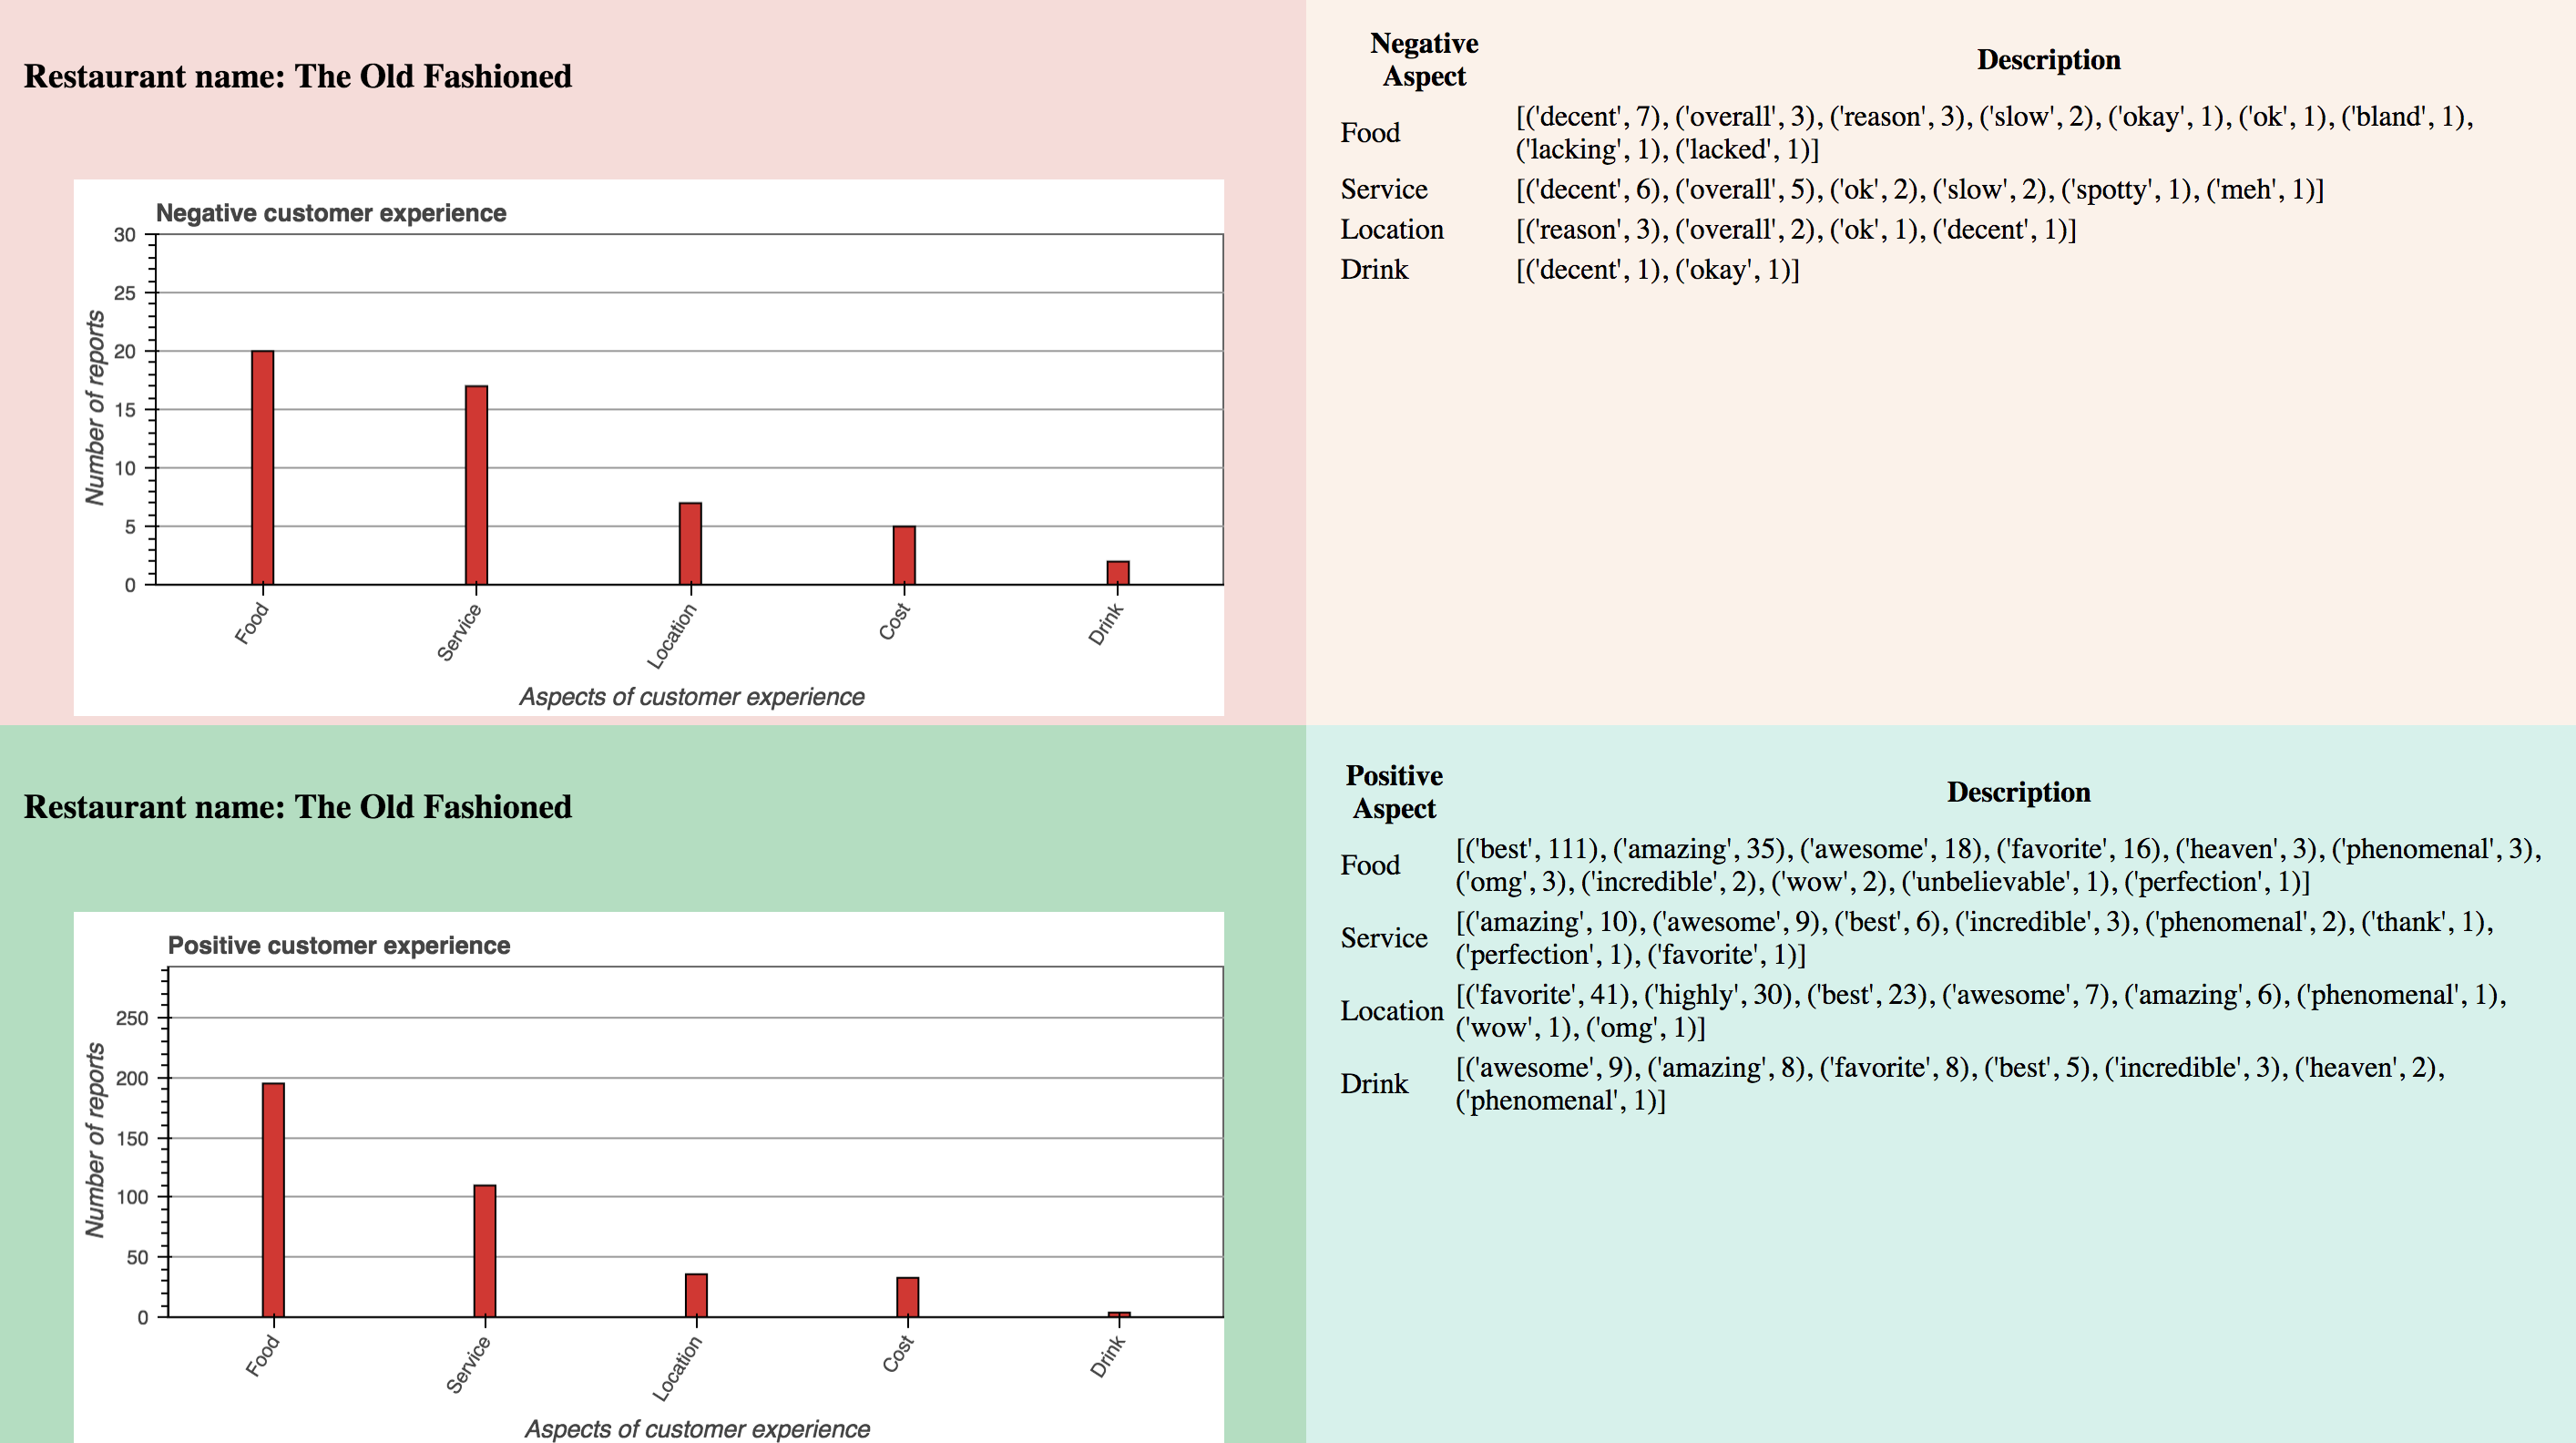 Restaurant name: The Old Fashioned
Negative customer experience
30
25
20
15
10
5
0
Number of reports
Food
Service
Location
Cost
Drink
Aspects of customer experience
Negative
Aspect
Description
Food
[('decent', 7), ('overall', 3), ('reason', 3), ('slow', 2), ('okay', 1), ('ok', 1), ('bland', 1),
('lacking', 1), ('lacked', 1)]
Service
[('decent', 6), ('overall', 5), ('ok', 2), ('slow', 2), ('spotty', 1), ('meh', 1)]
Location
[('reason', 3), ('overall', 2), ('ok', 1), ('decent', 1)]
Drink
[('decent', 1), ('okay', 1)]
Restaurant name: The Old Fashioned
Positive customer experience
250
200
150
100
50
0
Number of reports
Food
Service
Location
Cost
Drink
Aspects of customer experience
Positive
Aspect
Description
Food
[('best', 111), ('amazing', 35), ('awesome', 18), ('favorite', 16), ('heaven', 3), ('phenomenal', 3),
('omg', 3), ('incredible', 2), ('wow', 2), ('unbelievable', 1), ('perfection', 1)]
Service
[('amazing', 10), ('awesome', 9), ('best', 6), ('incredible', 3), ('phenomenal', 2), ('thank', 1),
('perfection', 1), ('favorite', 1)]
Location
[('favorite', 41), ('highly', 30), ('best', 23), ('awesome', 7), ('amazing', 6), ('phenomenal', 1),
('wow', 1), ('omg', 1)]
Drink
[('awesome', 9), ('amazing', 8), ('favorite', 8), ('best', 5), ('incredible', 3), ('heaven', 2),
('phenomenal', 1)]